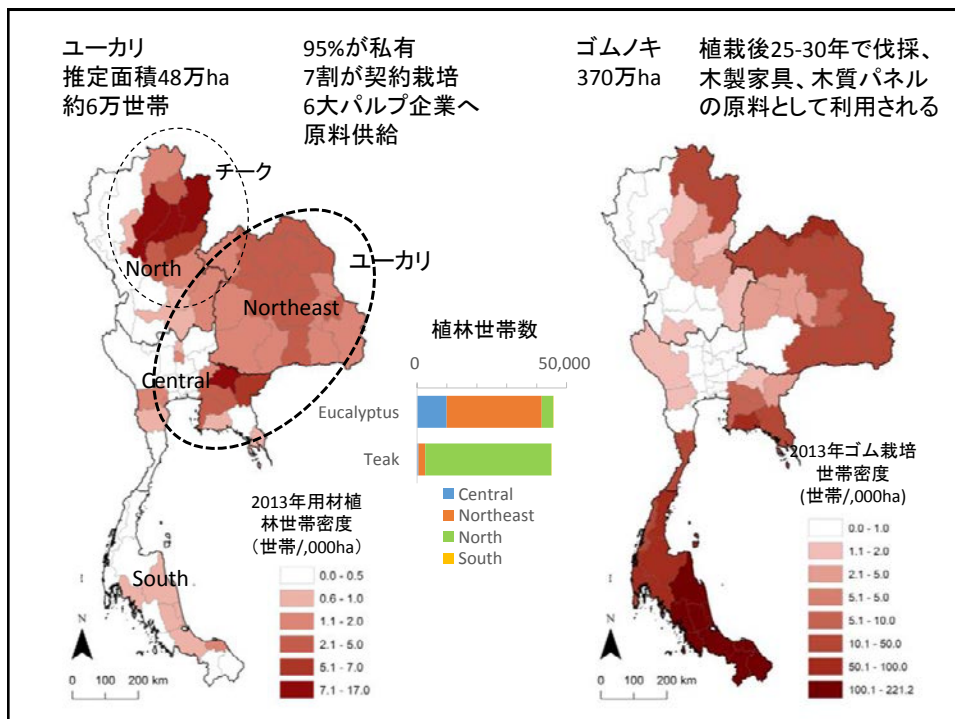 ユーカリ
推定面積48万ha
約6万世帯
95%が私有
7割が契約栽培
6大パルプ企業へ
原料供給
ゴムノキ
370万ha
植栽後25-30年で伐採、
木製家具、木質パネル
の原料として利用される
チーク
North
ユーカリ
Northeast
Central
South
植林世帯数
0
50,000
Eucalyptus
Teak
Central
Northeast
North
South
2013年用材植
林世帯密度
(世帯/,000ha)
0.0 - 0.5
0.6 - 1.0
1.1 - 2.0
2.1 - 5.0
5.1 - 7.0
7.1 - 17.0
N
0
100
200 km
2013年ゴム栽培
世帯密度
(世帯/,000ha)
0.0 - 1.0
1.1 - 2.0
2.1 - 5.0
5.1 - 5.0
5.1 - 10.0
10.1 - 50.0
50.1 - 100.0
100.1 - 221.2
N
0
100
200 km